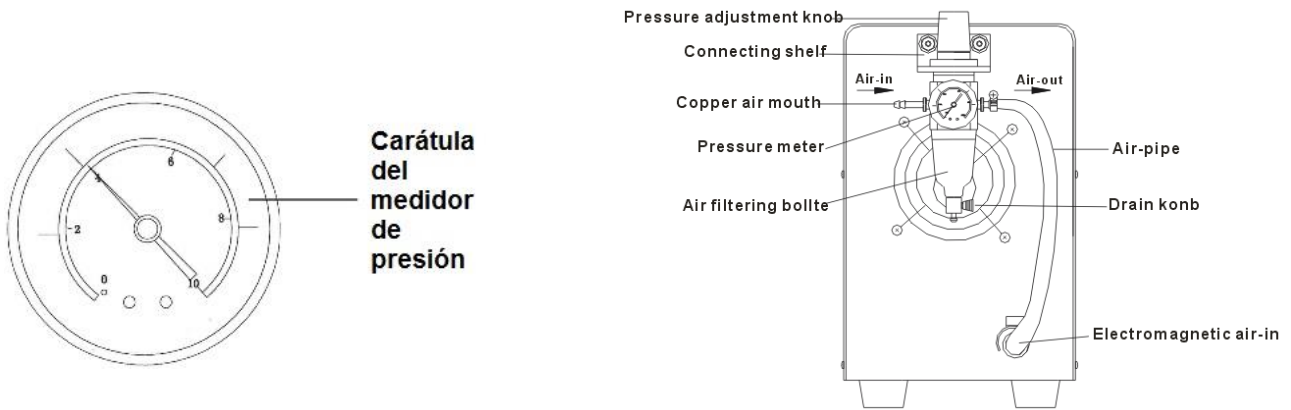 Carátula
del
medidor
de
presión
0
2
4
6
8
10
Pressure adjustment knob
Connecting shelf
Air-in
Air-out
Copper air mouth
Pressure meter
Air-pipe
Air filtering bollte
Drain konb
Electromagnetic air-in